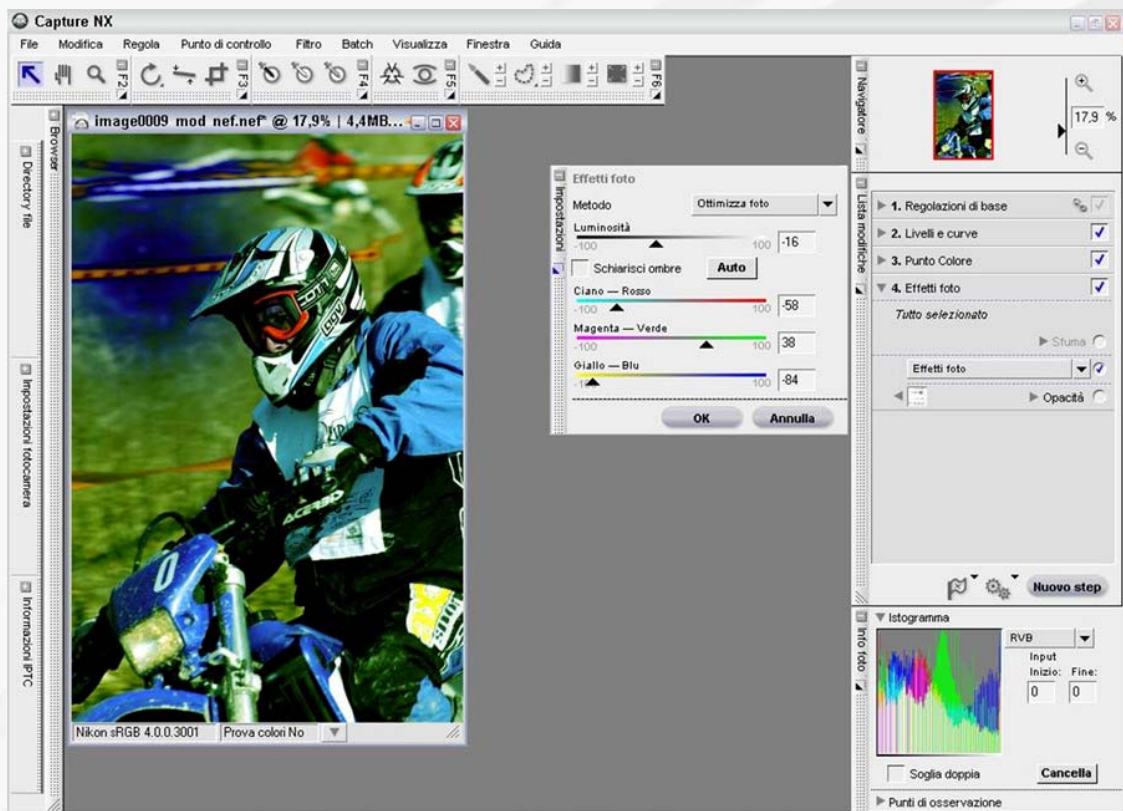 Capture NX
File Modifica Regola Punto di controllo Filtro Batch Visualizza Finestra Guida
F2 F3 F4 F5 F6
Browser
Directory file
Impostazioni fotocamera
Informazioni IPTC
image0009 mod nef.nef* @ 17,9% | 4,4MB...
ACERBIS
0
Nikon sRGB 4.0.0.3001 Prova colori No
Impostazioni
Effetti foto
Metodo Ottimizza foto
Luminosità
-100 100 -16
Schiarisci ombre Auto
Ciano — Rosso
-100 100 -58
Magenta — Verde
-100 100 38
Giallo — Blu
100 -84
OK Annulla
Navigatore
17,9 %
Lista modifiche
1. Regolazioni di base
2. Livelli e curve
3. Punto Colore
4. Effetti foto
Tutto selezionato
Sfuma
Effetti foto
Opacità
Nuovo step
Info foto
Istogramma
RVB
Input
Inizio: Fine:
0 0
Soglia doppia Cancella
Punti di osservazione